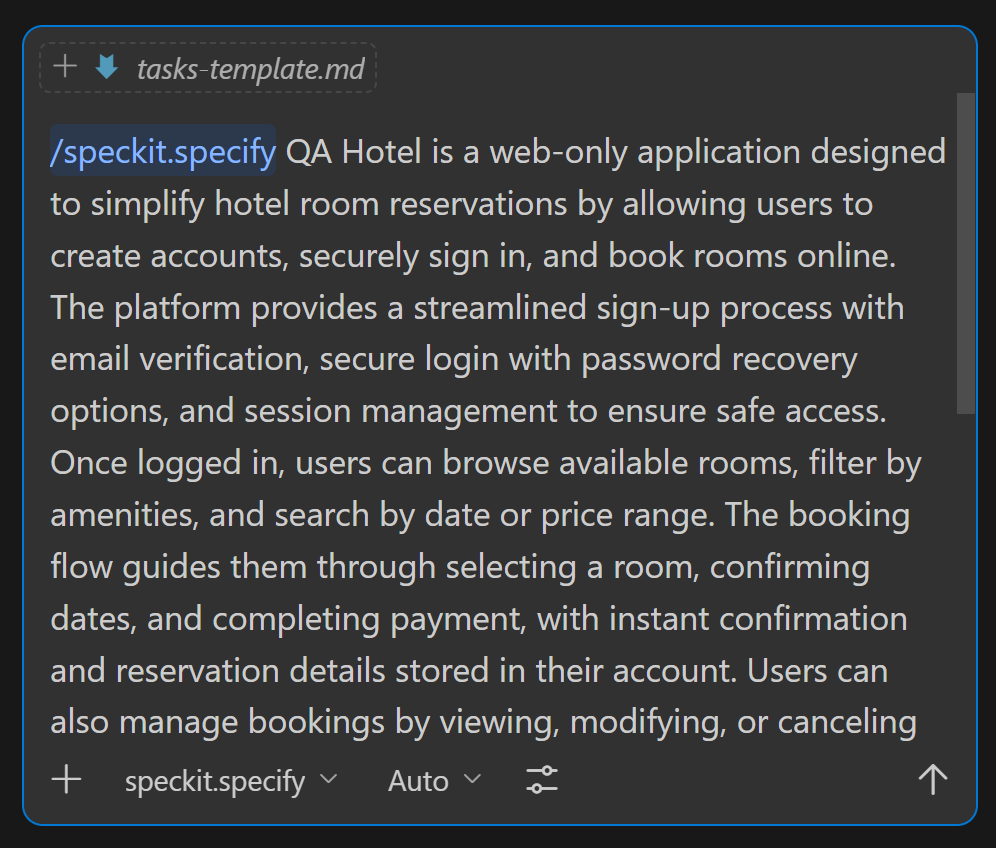 tasks-template.md
/speckit.specify QA Hotel is a web-only application designed
to simplify hotel room reservations by allowing users to
create accounts, securely sign in, and book rooms online.
The platform provides a streamlined sign-up process with
email verification, secure login with password recovery
options, and session management to ensure safe access.
Once logged in, users can browse available rooms, filter by
amenities, and search by date or price range. The booking
flow guides them through selecting a room, confirming
dates, and completing payment, with instant confirmation
and reservation details stored in their account. Users can
also manage bookings by viewing, modifying, or canceling
speckit.specify Auto